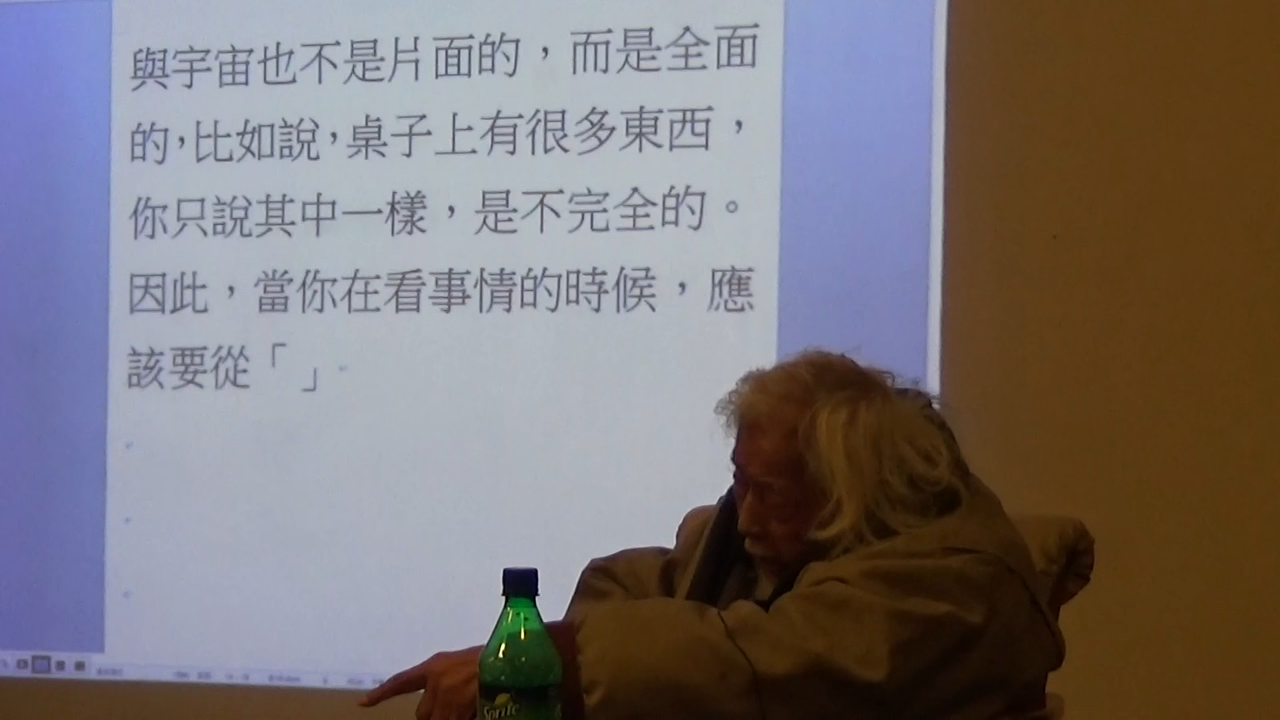 與宇宙也不是片面的，而是全面
的，比如說，桌子上有很多東西，
你只說其中一樣，是不完全的。
因此，當你在看事情的時候，應
該要從「 」
Sprite